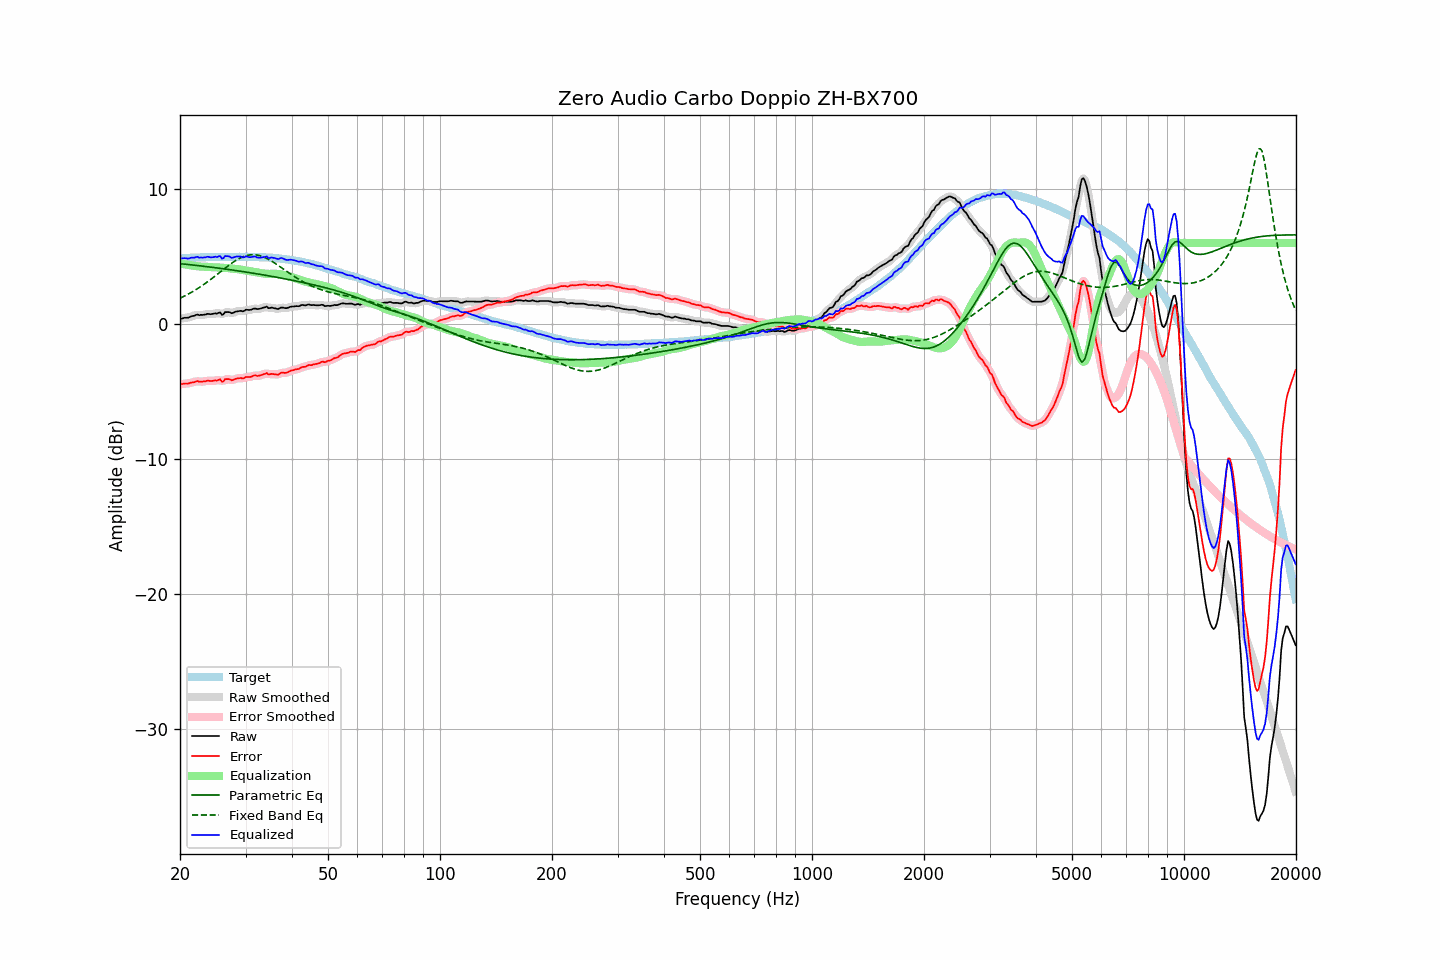 Zero Audio Carbo Doppio ZH-BX700
10
0
−10
−20
−30
Amplitude (dBr)
Target
Raw Smoothed
Error Smoothed
Raw
Error
Equalization
Parametric Eq
Fixed Band Eq
Equalized
20 50 100 200 500 1000 2000 5000 10000 20000
Frequency (Hz)